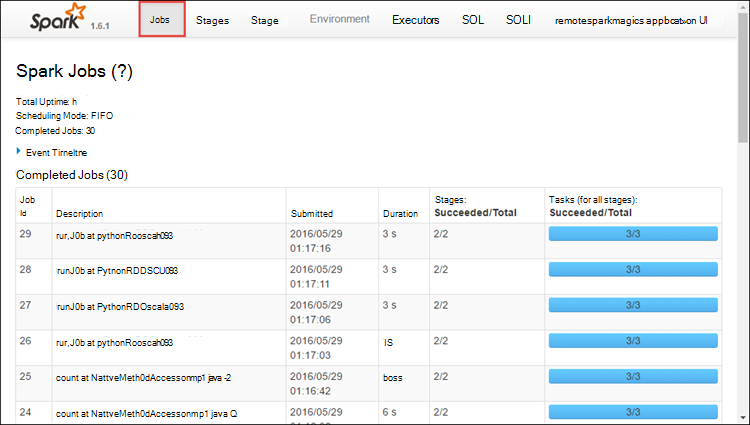 Spark 1.6.1 Jobs Stages Stage Environment Executors SOL SOLI remotesparkmagics appbcat»on UI
Spark Jobs (?)
Total Uptime: h
Scheduling Mode: FIFO
Completed Jobs: 30
Event Tirneltne
Completed Jobs (30)
Job Id Description Submitted Duration Stages: Succeeded/Total Tasks (for all stages): Succeeded/Total
29 rur,J0b at pythonRooscah093 2016/05/29 01:17:16 3 s 2/2 3/3
28 runJ0b at PytnonRDDSCU093 2016/05/29 01:17:11 3 s 2/2 3/3
27 runJ0b at PytnonRDOscala093 2016/05/29 01:17:06 3 s 2/2 3/3
26 rur,J0b at pythonRooscah093 2016/05/29 01:17:03 IS 2/2 3/3
25 count at NattveMeth0dAccessonmp1 java -2 2016/05/29 01:16:42 boss 2/2 3/3
24 count at NattveMeth0dAccessonmp1 java Q 2016/05/29 6 s 2/2 3/3